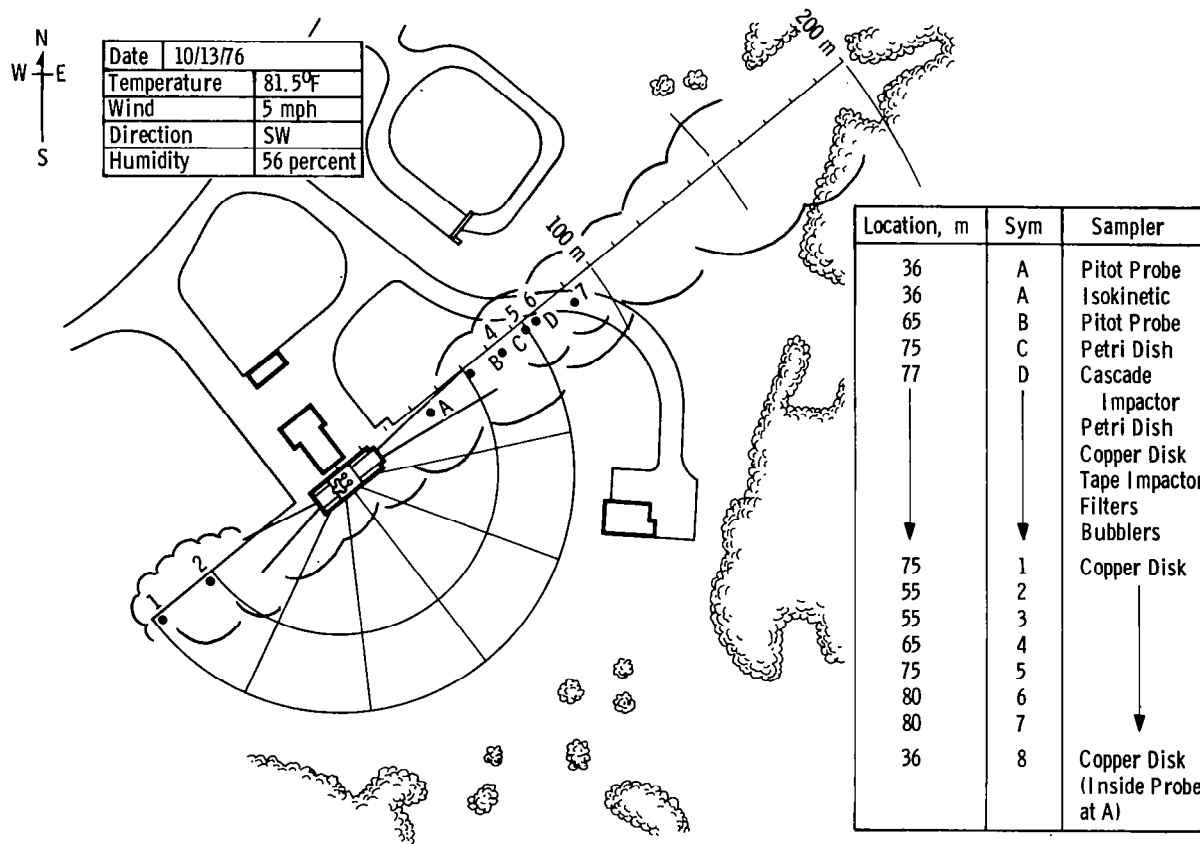 N
W E
S
Date 10/13/76
Temperature 81.5°F
Wind 5 mph
Direction SW
Humidity 56 percent
200 m
100 m
7
6
5
4
D
C
B
A
2
1
Location, m Sym Sampler
36 A Pitot Probe
36 A Isokinetic
65 B Pitot Probe
75 C Petri Dish
77 D Cascade
Impactor
Petri Dish
Copper Disk
Tape Impactor
Filters
Bubblers
75 1 Copper Disk
55 2
55 3
65 4
75 5
80 6
80 7
36 8 Copper Disk
(Inside Probe
at A)